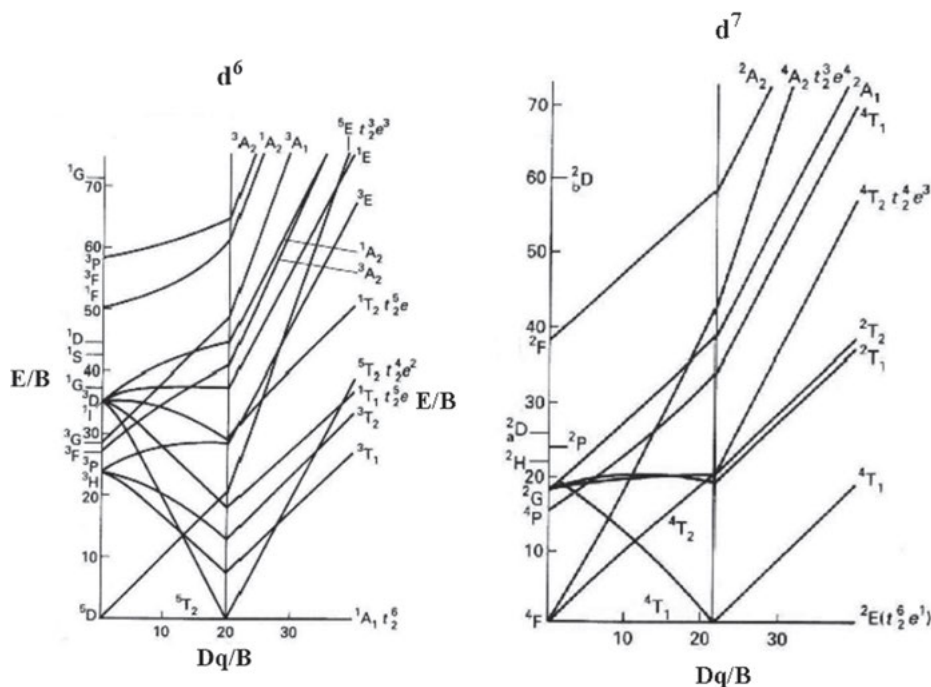 d⁶
³A₂ ¹A₂ ³A₁
⁵E t₂³e³
¹E
³E
¹A₂
³A₂
¹T₂ t₂⁵e
⁵T₂ t₂⁴e²
¹T₁ t₂⁵e
³T₂
³T₁
¹G
70
60
³P
³F
¹F
50
¹D
¹S
40
E/B
¹G
³D
¹I
30
³G
³F
³P
³H
20
10
⁵D
⁵T₂
¹A₁ t₂⁶
10 20 30
Dq/B
d⁷
²A₂
⁴A₂ t₂³e⁴
²A₁
⁴T₁
⁴T₂ t₂⁴e³
²T₂
²T₁
⁴T₁
70
60
²bD
50
40
²F
E/B
30
²aD
²P
²H
20
²G
⁴P
10
⁴T₂
⁴T₁
⁴F
²E(t₂⁶e¹)
10 20 30
Dq/B